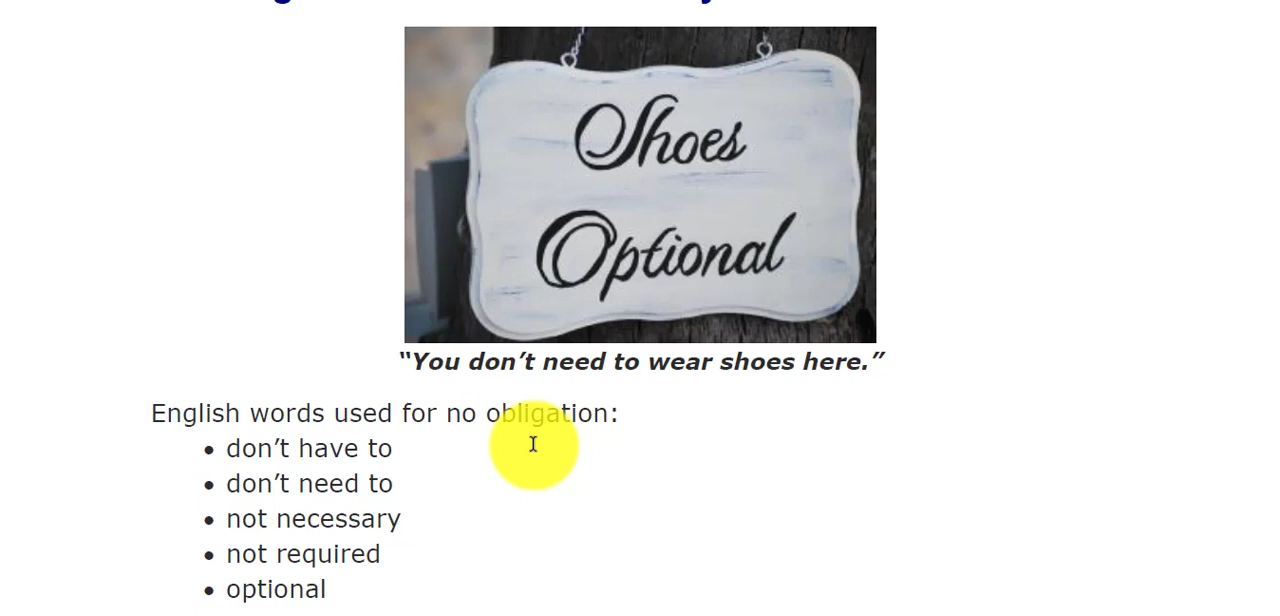 Shoes
Optional
“You don’t need to wear shoes here.”
English words used for no obligation:
• don’t have to
• don’t need to
• not necessary
• not required
• optional